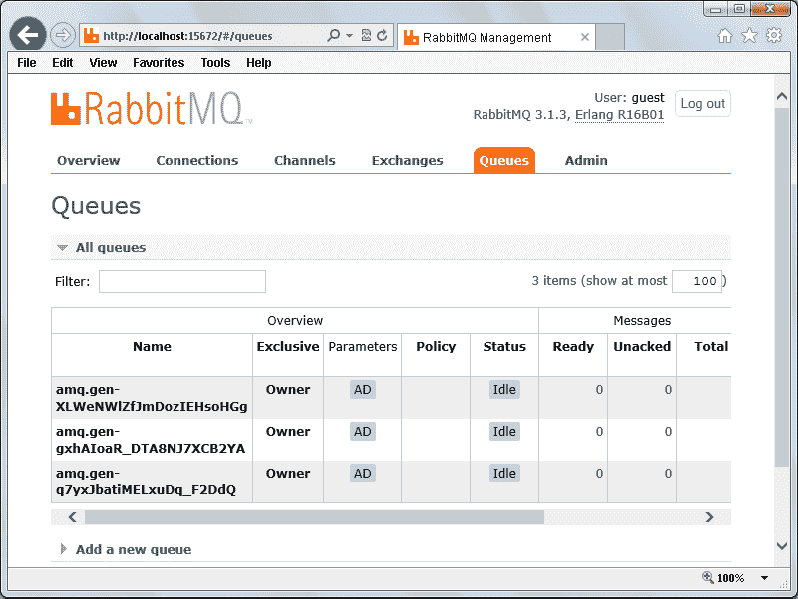 http://localhost:15672/#/queues
RabbitMQ Management
File Edit View Favorites Tools Help
RabbitMQ™
User: guest
RabbitMQ 3.1.3, Erlang R16B01
Log out
Overview Connections Channels Exchanges Queues Admin
Queues
All queues
Filter:
3 items (show at most 100 )
Overview Messages
Name Exclusive Parameters Policy Status Ready Unacked Total
amq.gen-
XLWeNWlZfJmDozIEHsoHGg Owner AD Idle 0 0
amq.gen-
gxhAIoaR_DTA8NJ7XCB2YA Owner AD Idle 0 0
amq.gen-
q7yxJbatiMELxuDq_F2DdQ Owner AD Idle 0 0
Add a new queue
100%